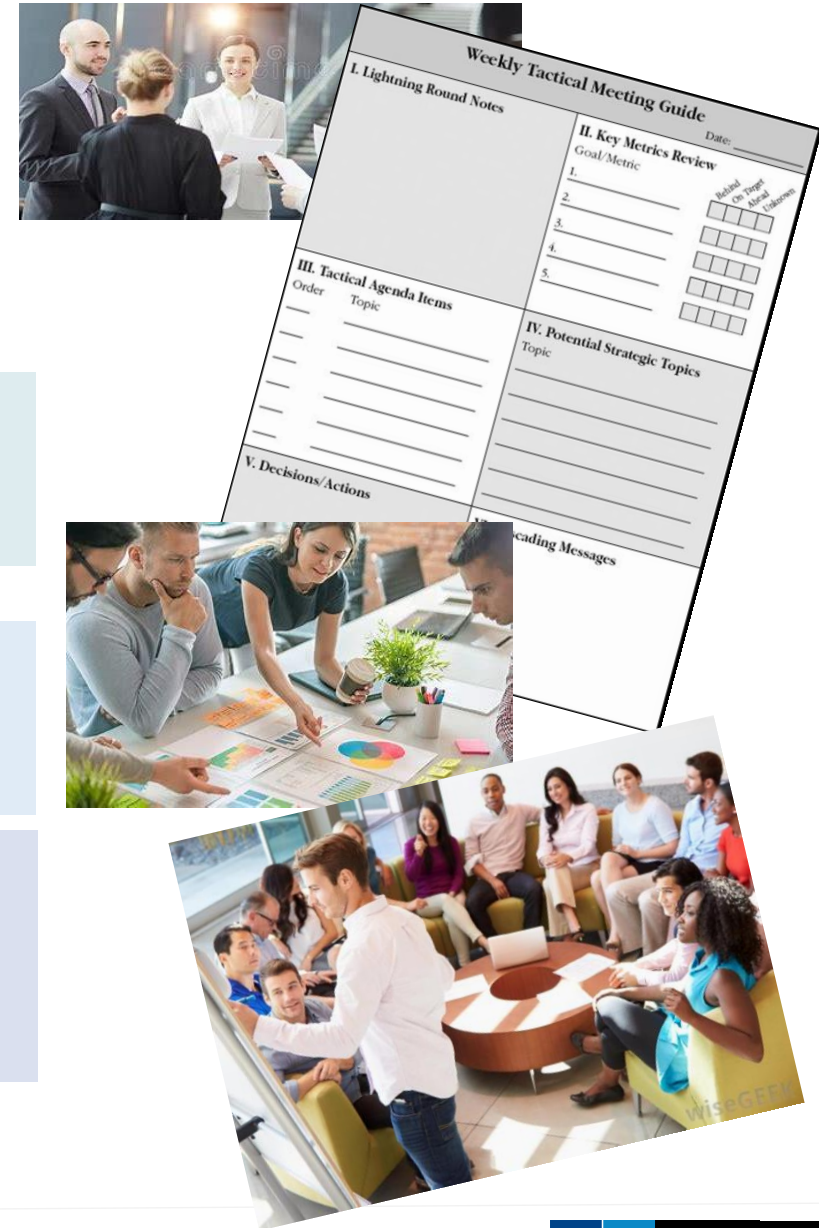 Weekly Tactical Meeting Guide
Date:
I. Lightning Round Notes
II. Key Metrics Review
Goal/Metric
Behind
On Target
Ahead
Unknown
1.
2.
3.
4.
5.
III. Tactical Agenda Items
Order Topic
IV. Potential Strategic Topics
Topic
V. Decisions/Actions
cading Messages
wiseGEEK